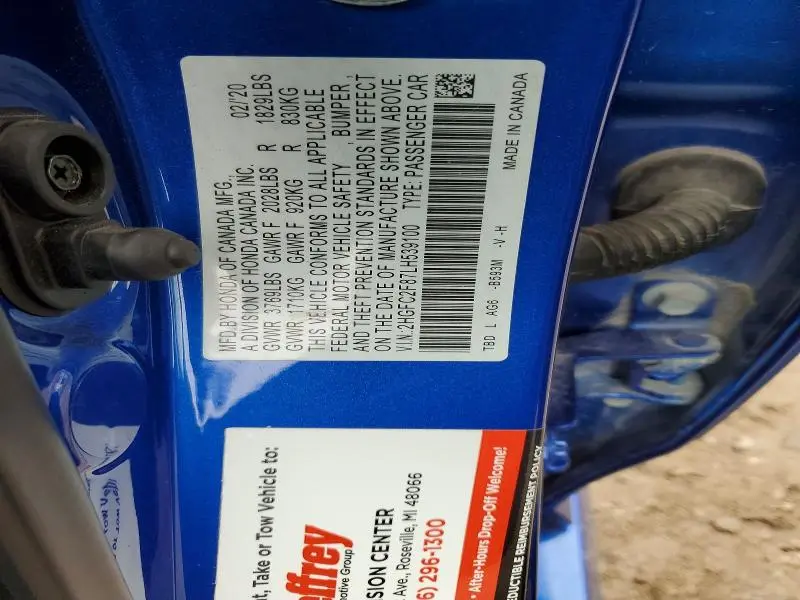 MFD.BY HONDA OF CANADA MFG., 02/'20
A DIVISION OF HONDA CANADA INC.
GVWR 3769LBS GAWR F 2028LBS R 1829LBS
GVWR 1710KG GAWR F 920KG R 830KG
THIS VEHICLE CONFORMS TO ALL APPLICABLE
FEDERAL MOTOR VEHICLE SAFETY , BUMPER ,
AND THEFT PREVENTION STANDARDS IN EFFECT
ON THE DATE OF MANUFACTURE SHOWN ABOVE.
V.I.N.:2HGFC2F87LH539100 TYPE: PASSENGER CAR
TBD L AG6 -B593M -V -H
MADE IN CANADA
nt, Take or Tow Vehicle to:
effrey
motive Group
SION CENTER
Ave., Roseville, MI 48066
6) 296-1300
* After-Hours Drop-Off Welcome!
DEDUCTIBLE REIMBURSEMENT POLICY